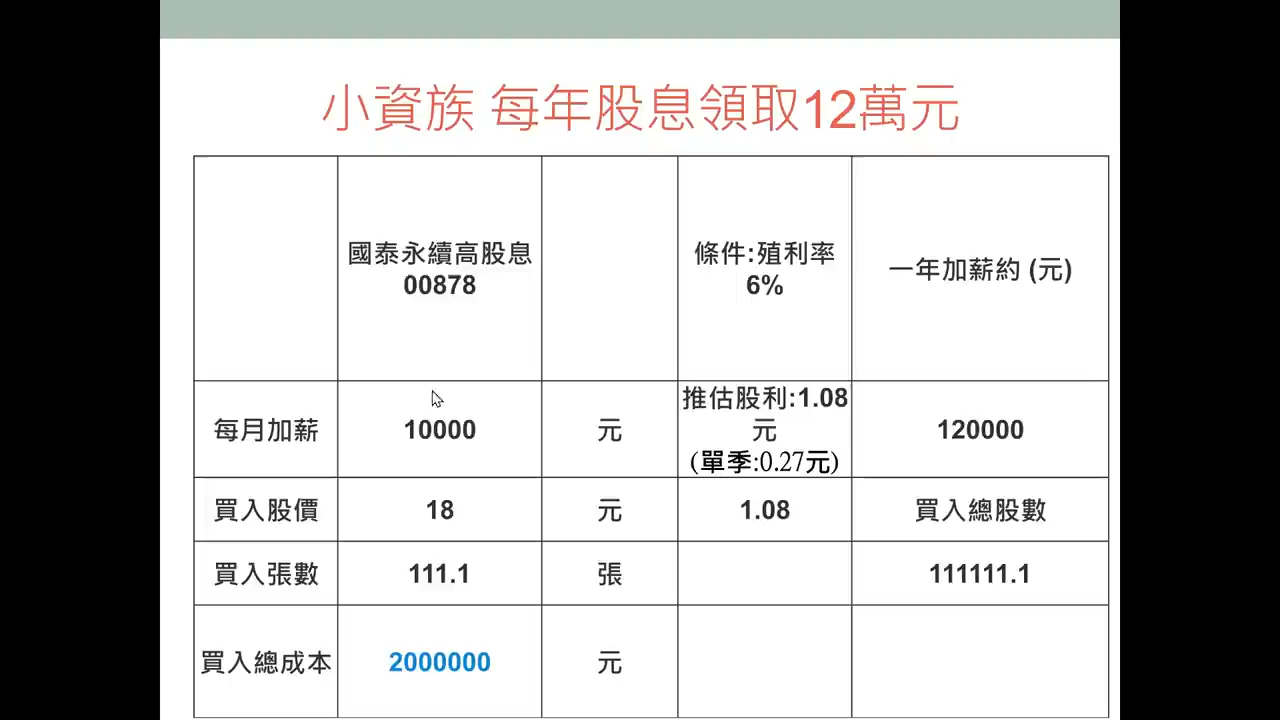 小資族 每年股息領取12萬元
國泰永續高股息
00878
條件:殖利率
6%
一年加薪約 (元)
每月加薪
10000
元
推估股利:1.08
元
(單季:0.27元)
120000
買入股價
18
元
1.08
買入總股數
買入張數
111.1
張
111111.1
買入總成本
2000000
元